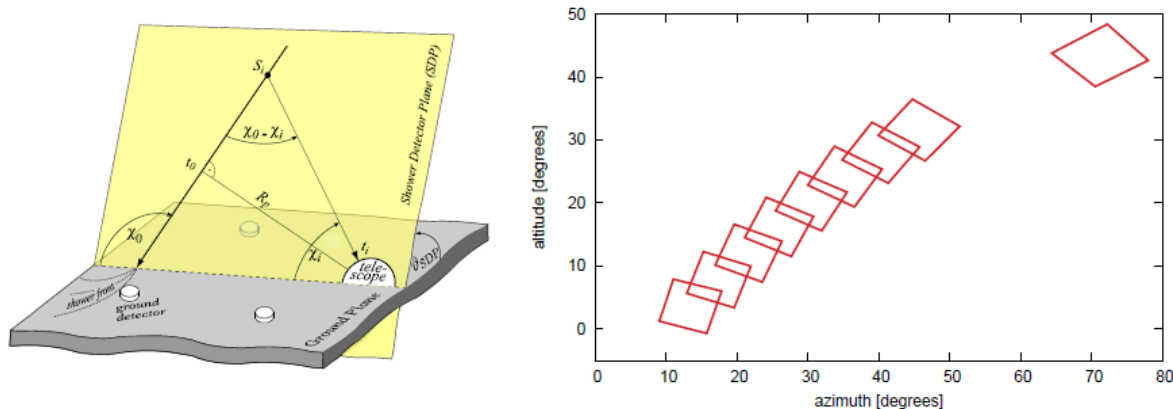 S_i
χ_0 - χ_i
Shower Detector Plane (SDP)
t_0
R_p
χ_0
χ_i
t_i
tele-
scope
ϑ_SDP
shower front
ground
detector
Ground Plane
altitude [degrees]
50
40
30
20
10
0
0
10
20
30
40
50
60
70
80
azimuth [degrees]